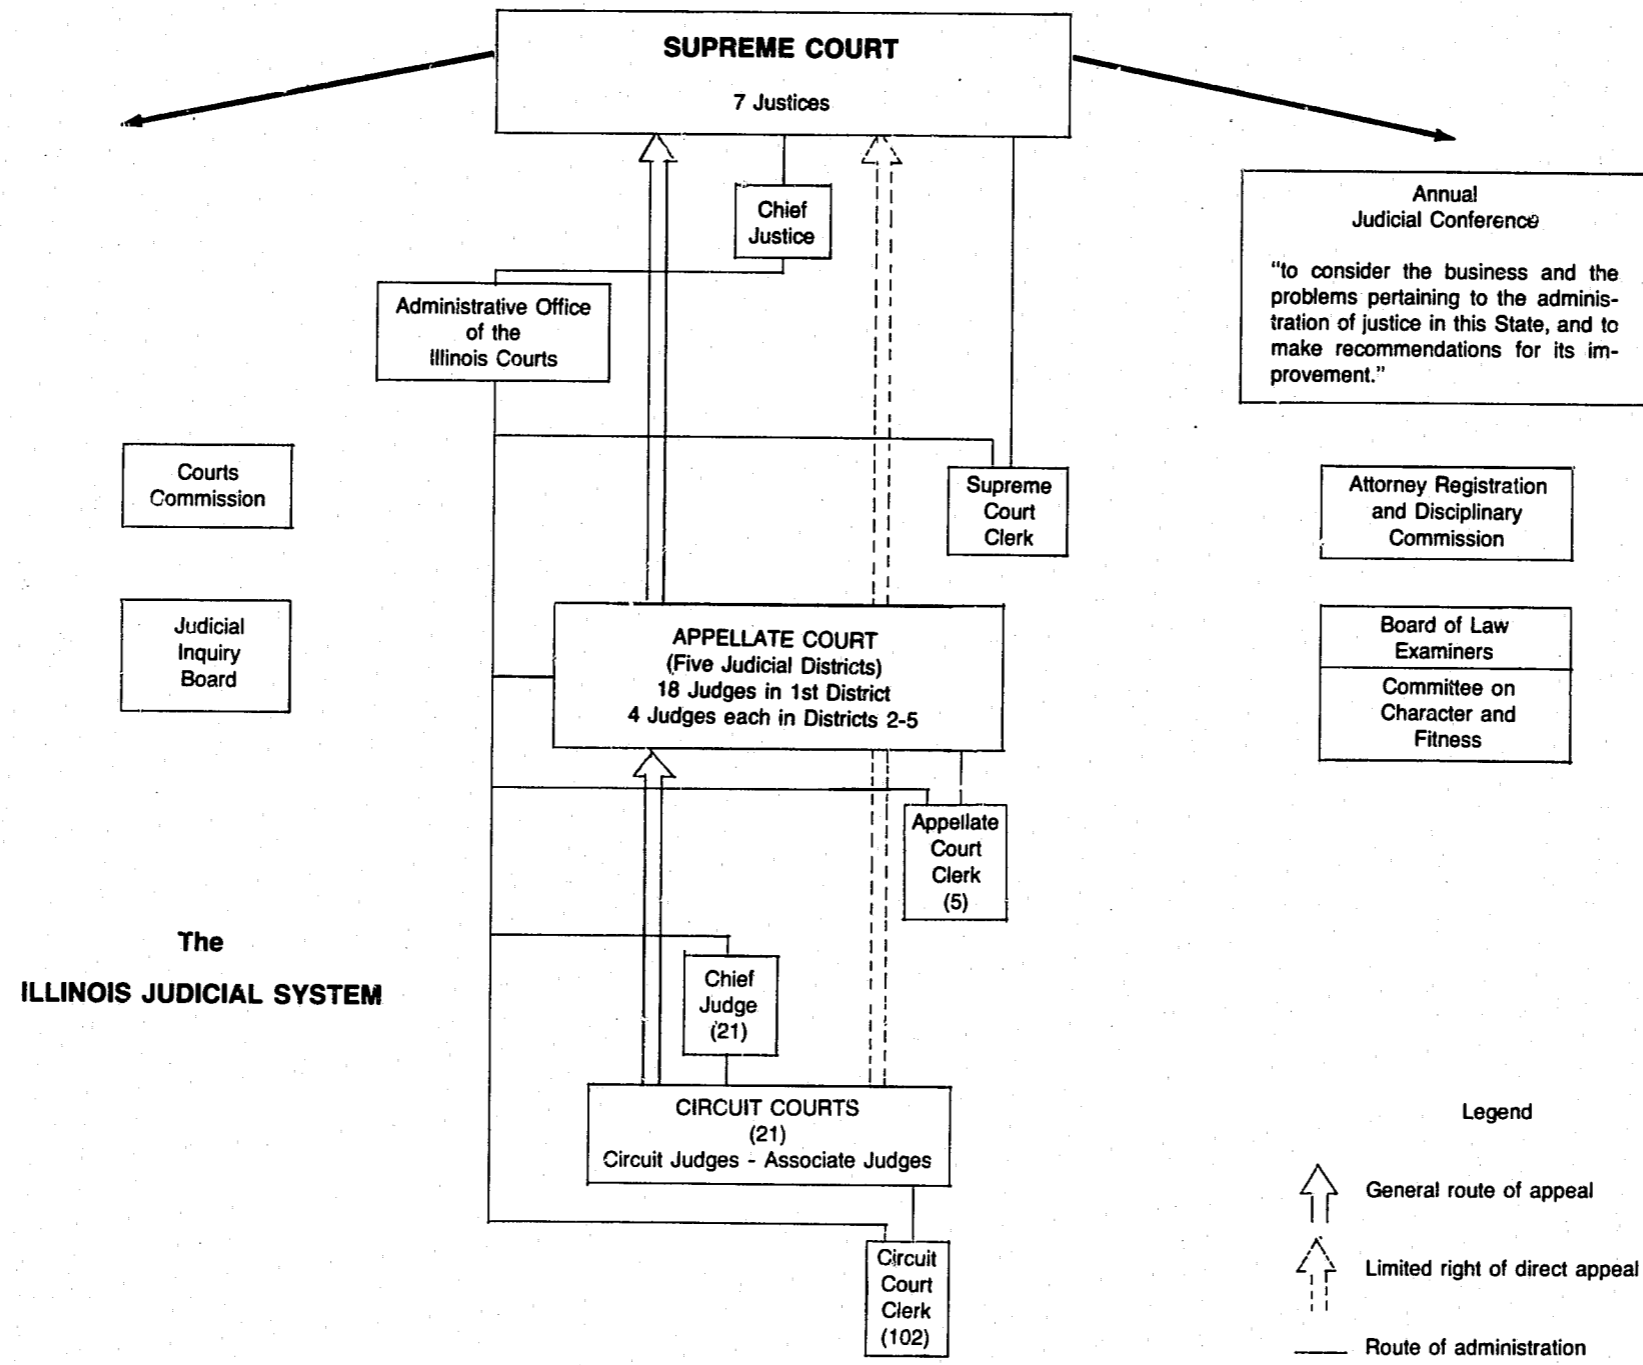 SUPREME COURT
7 Justices
Chief
Justice
Administrative Office
of the
Illinois Courts
Annual
Judicial Conference
“to consider the business and the
problems pertaining to the adminis-
tration of justice in this State, and to
make recommendations for its im-
provement.”
Courts
Commission
Supreme
Court
Clerk
Attorney Registration
and Disciplinary
Commission
Judicial
Inquiry
Board
APPELLATE COURT
(Five Judicial Districts)
18 Judges in 1st District
4 Judges each in Districts 2-5
Board of Law
Examiners
Committee on
Character and
Fitness
Appellate
Court
Clerk
(5)
The
ILLINOIS JUDICIAL SYSTEM
Chief
Judge
(21)
CIRCUIT COURTS
(21)
Circuit Judges - Associate Judges
Circuit
Court
Clerk
(102)
Legend
General route of appeal
Limited right of direct appeal
Route of administration